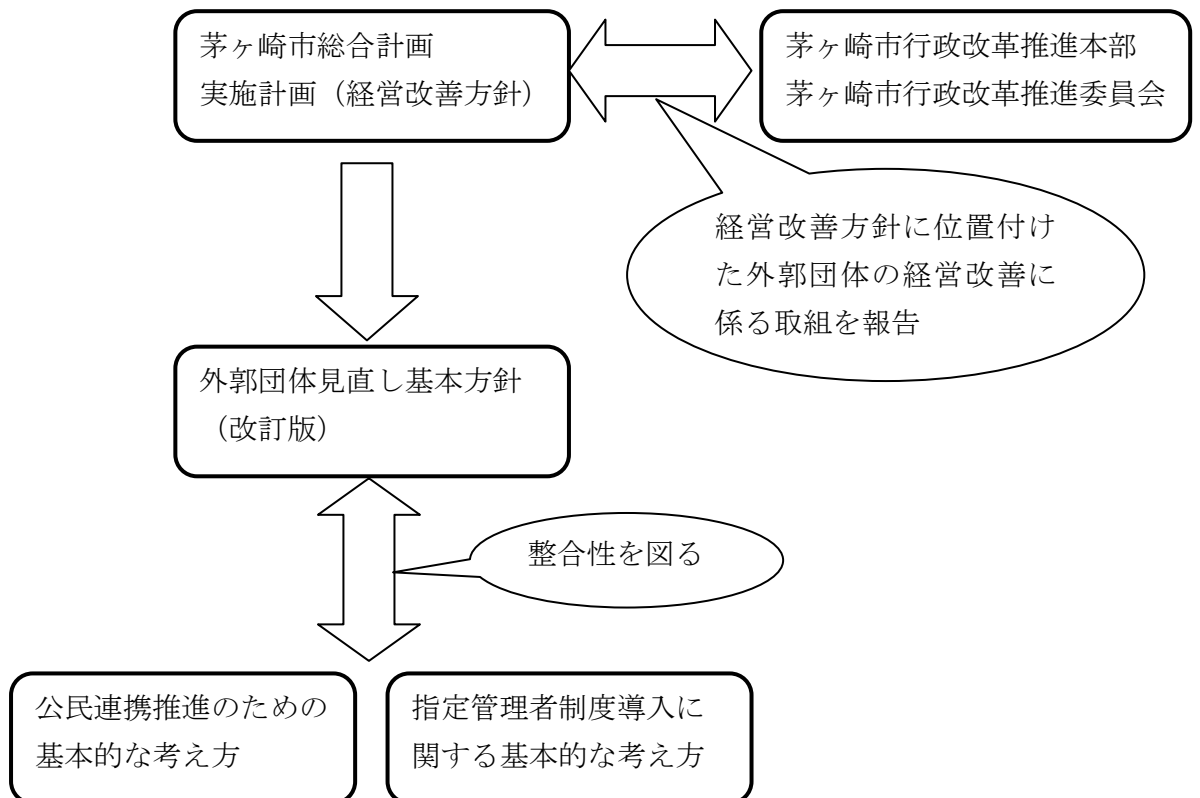 茅ヶ崎市総合計画
実施計画（経営改善方針）
茅ヶ崎市行政改革推進本部
茅ヶ崎市行政改革推進委員会
経営改善方針に位置付け
た外郭団体の経営改善に
係る取組を報告
外郭団体見直し基本方針
（改訂版）
整合性を図る
公民連携推進のための
基本的な考え方
指定管理者制度導入に
関する基本的な考え方